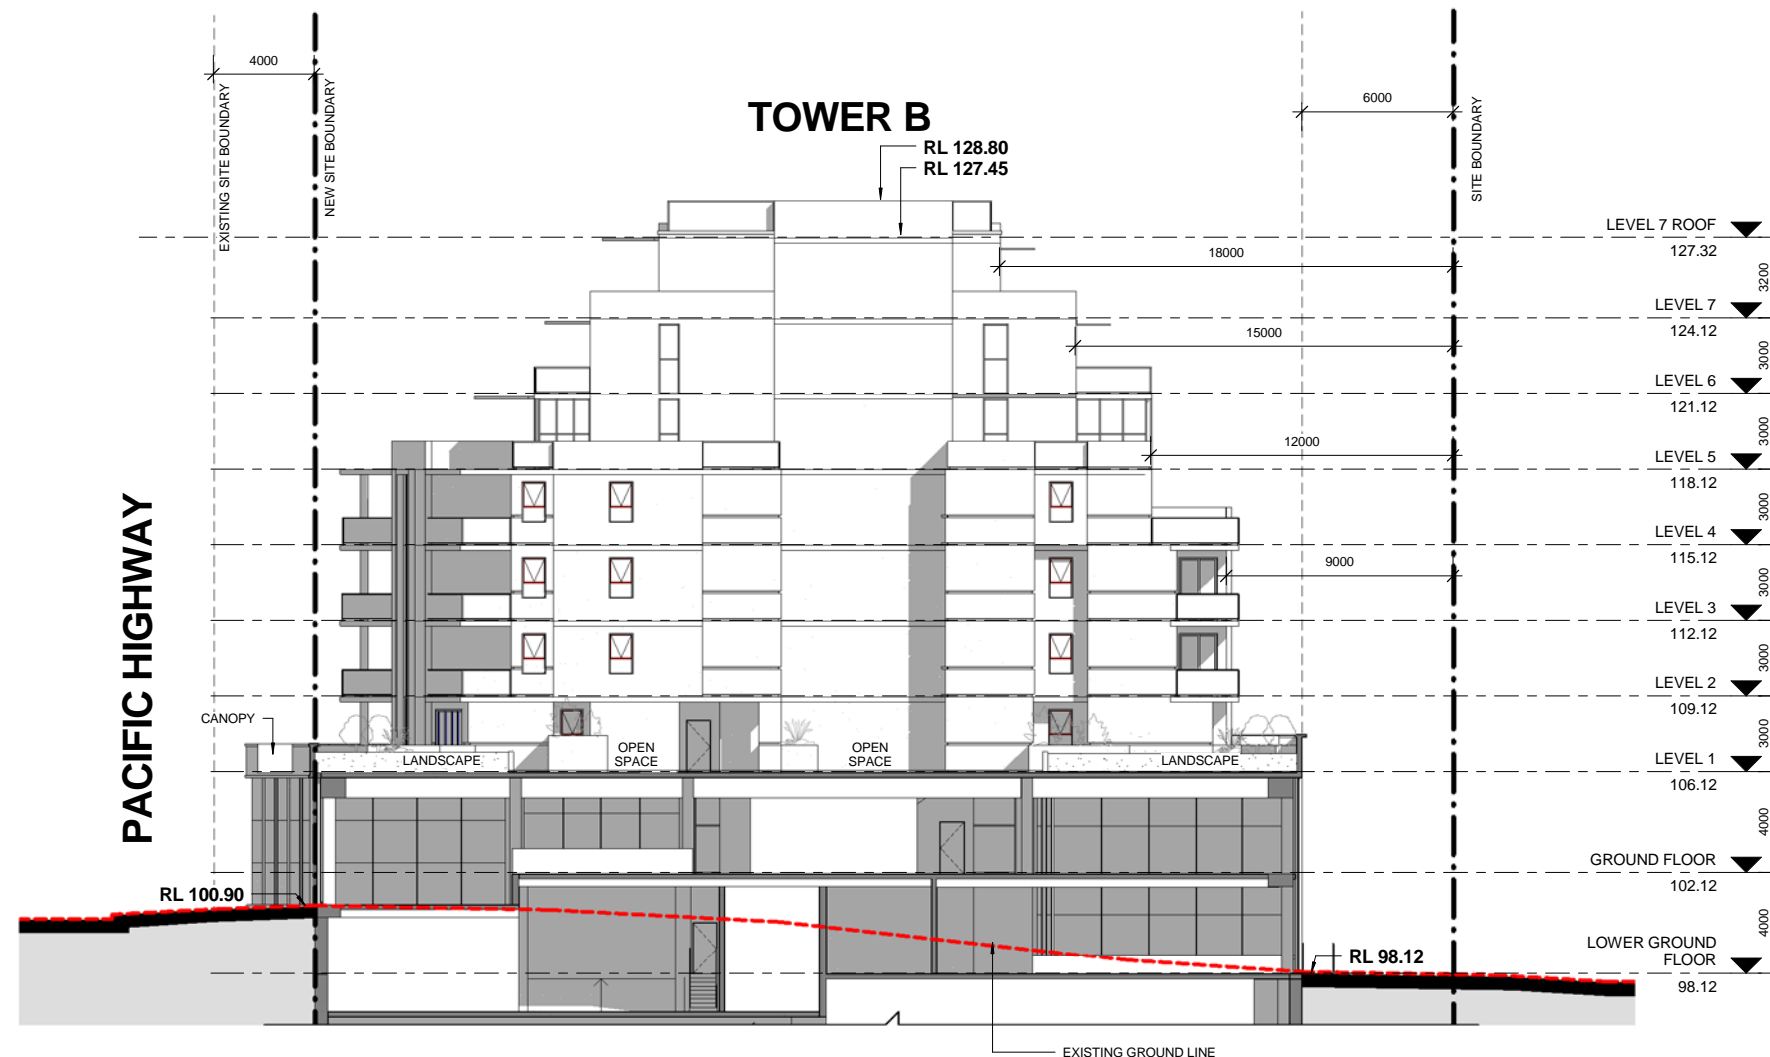 4000
EXISTING SITE BOUNDARY
NEW SITE BOUNDARY
TOWER B
RL 128.80
RL 127.45
6000
SITE BOUNDARY
LEVEL 7 ROOF
127.32
3200
18000
LEVEL 7
124.12
3000
15000
LEVEL 6
121.12
3000
12000
LEVEL 5
118.12
3000
LEVEL 4
115.12
3000
9000
LEVEL 3
112.12
3000
LEVEL 2
109.12
3000
PACIFIC HIGHWAY
CANOPY
LANDSCAPE
OPEN
SPACE
OPEN
SPACE
LANDSCAPE
LEVEL 1
106.12
4000
GROUND FLOOR
102.12
4000
RL 100.90
RL 98.12
LOWER GROUND
FLOOR
98.12
EXISTING GROUND LINE